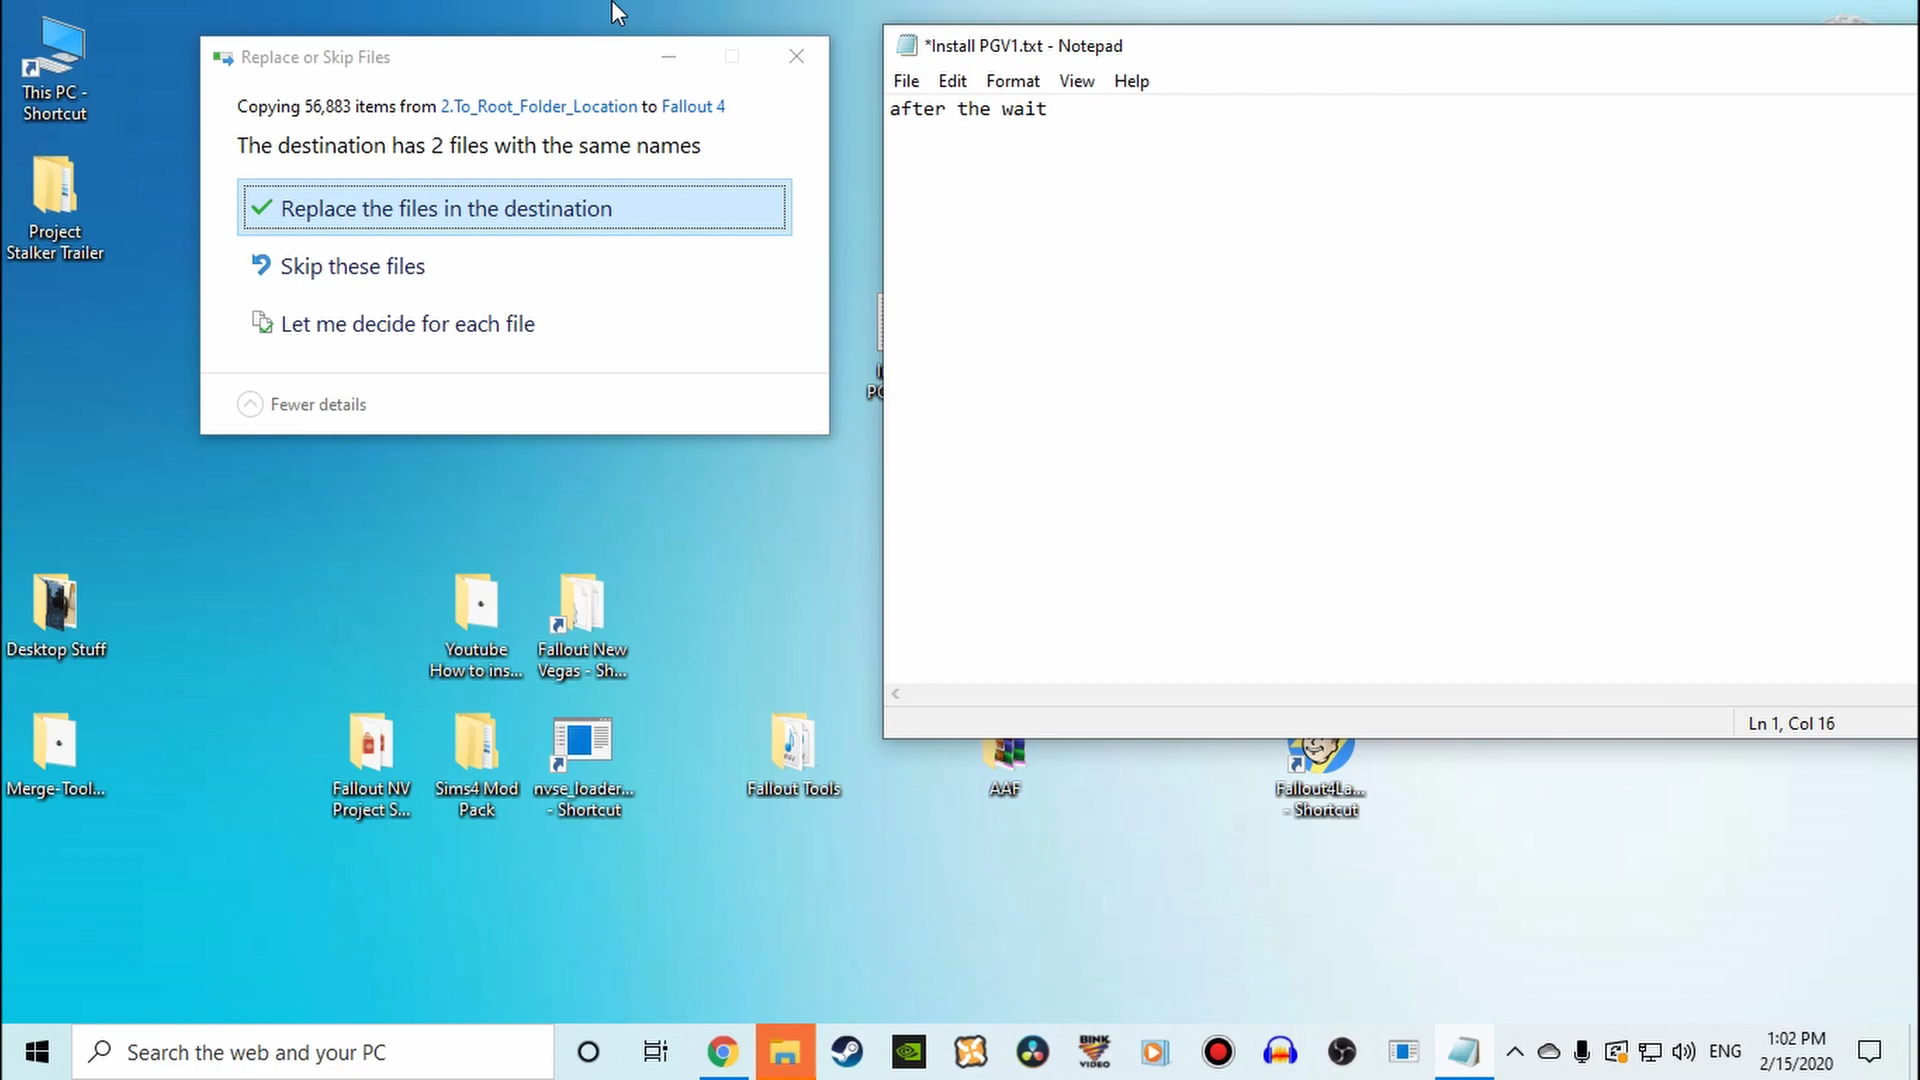 This PC -
Shortcut
Project
Stalker Trailer
Replace or Skip Files
Copying 56,883 items from 2.To_Root_Folder_Location to Fallout 4
The destination has 2 files with the same names
Replace the files in the destination
Skip these files
Let me decide for each file
Fewer details
*Install PGV1.txt - Notepad
File Edit Format View Help
after the wait
Ln 1, Col 16
Desktop Stuff
Youtube
How to ins...
Fallout New
Vegas - Sh...
Merge-Tool...
Fallout NV
Project S...
Sims4 Mod
Pack
nvse_loader...
- Shortcut
Fallout Tools
AAF
Fallout4La...
- Shortcut
Search the web and your PC
BINK
VIDEO
ENG
1:02 PM
2/15/2020